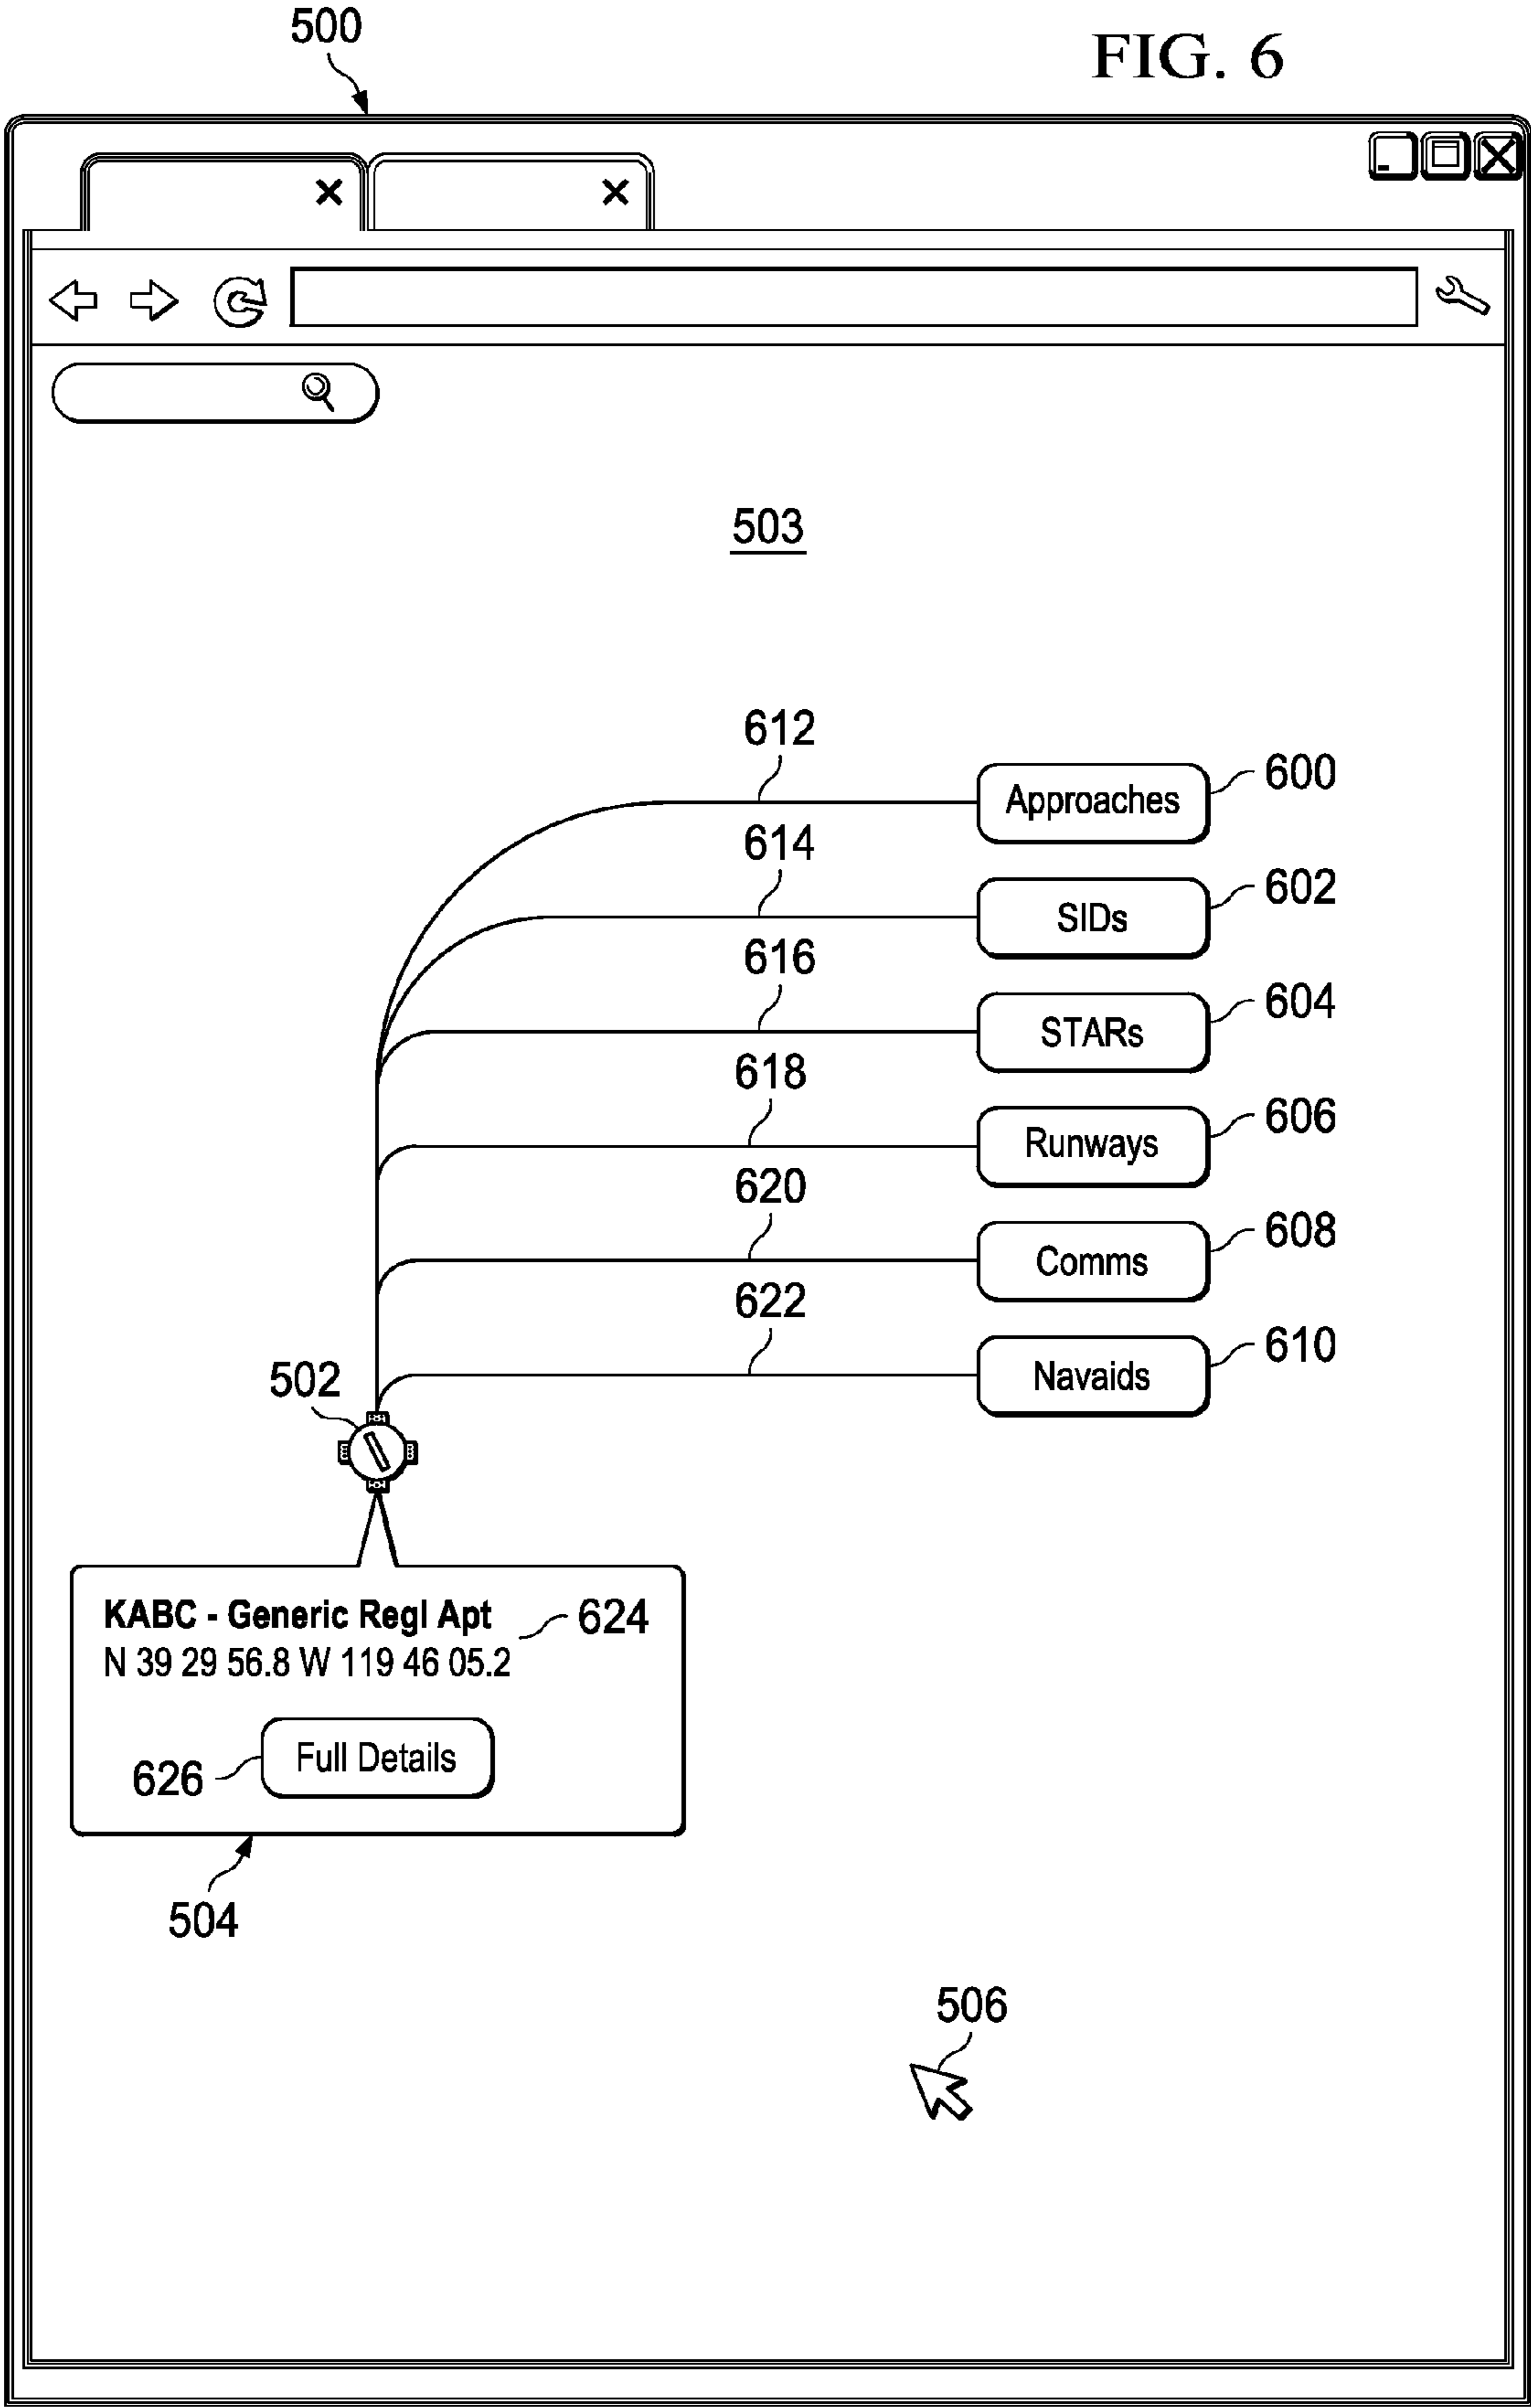 500
FIG. 6
503
612
Approaches
600
614
SIDs
602
616
STARs
604
618
Runways
606
620
Comms
608
622
Navaids
610
502
KABC - Generic Regl Apt
624
N 39 29 56.8 W 119 46 05.2
Full Details
626
504
506